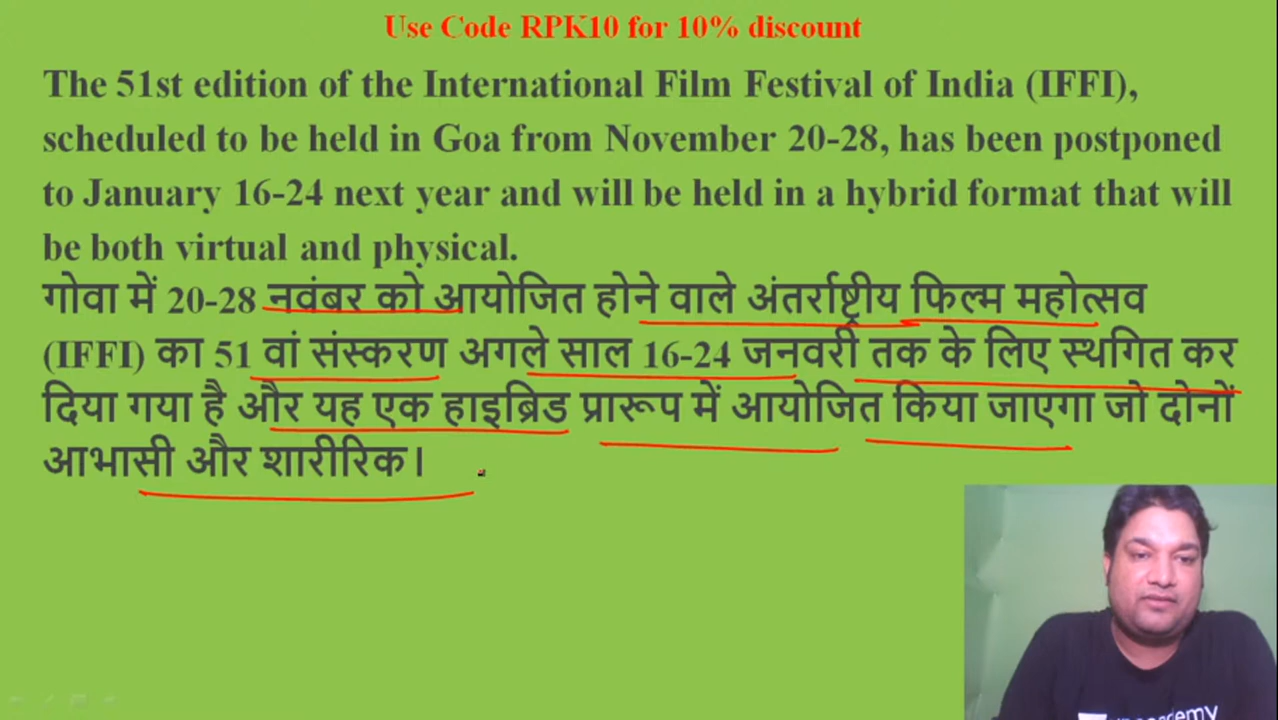 Use Code RPK10 for 10% discount
The 51st edition of the International Film Festival of India (IFFI),
scheduled to be held in Goa from November 20-28, has been postponed
to January 16-24 next year and will be held in a hybrid format that will
be both virtual and physical.
गोवा में 20-28 नवंबर को आयोजित होने वाले अंतर्राष्ट्रीय फिल्म महोत्सव
(IFFI) का 51 वां संस्करण अगले साल 16-24 जनवरी तक के लिए स्थगित कर
दिया गया है और यह एक हाइब्रिड प्रारूप में आयोजित किया जाएगा जो दोनों
आभासी और शारीरिक।